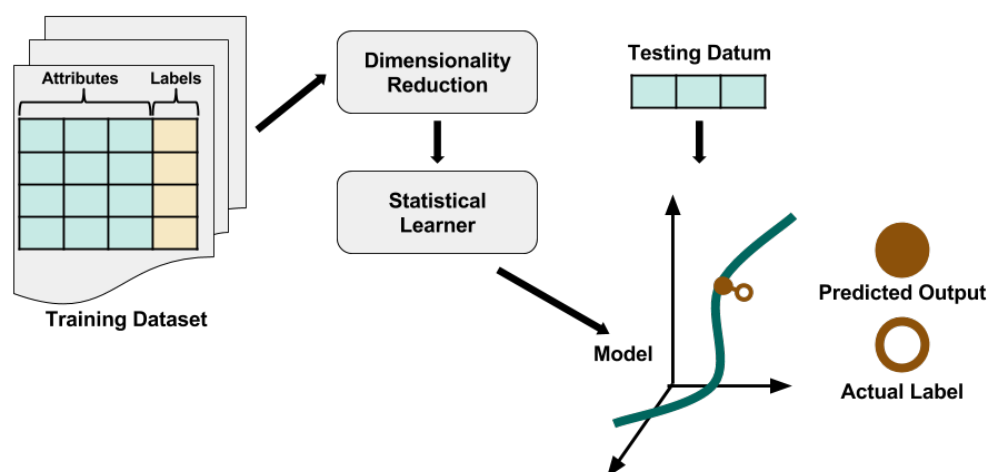 Attributes Labels
Training Dataset
Dimensionality
Reduction
Statistical
Learner
Testing Datum
Model
Predicted Output
Actual Label